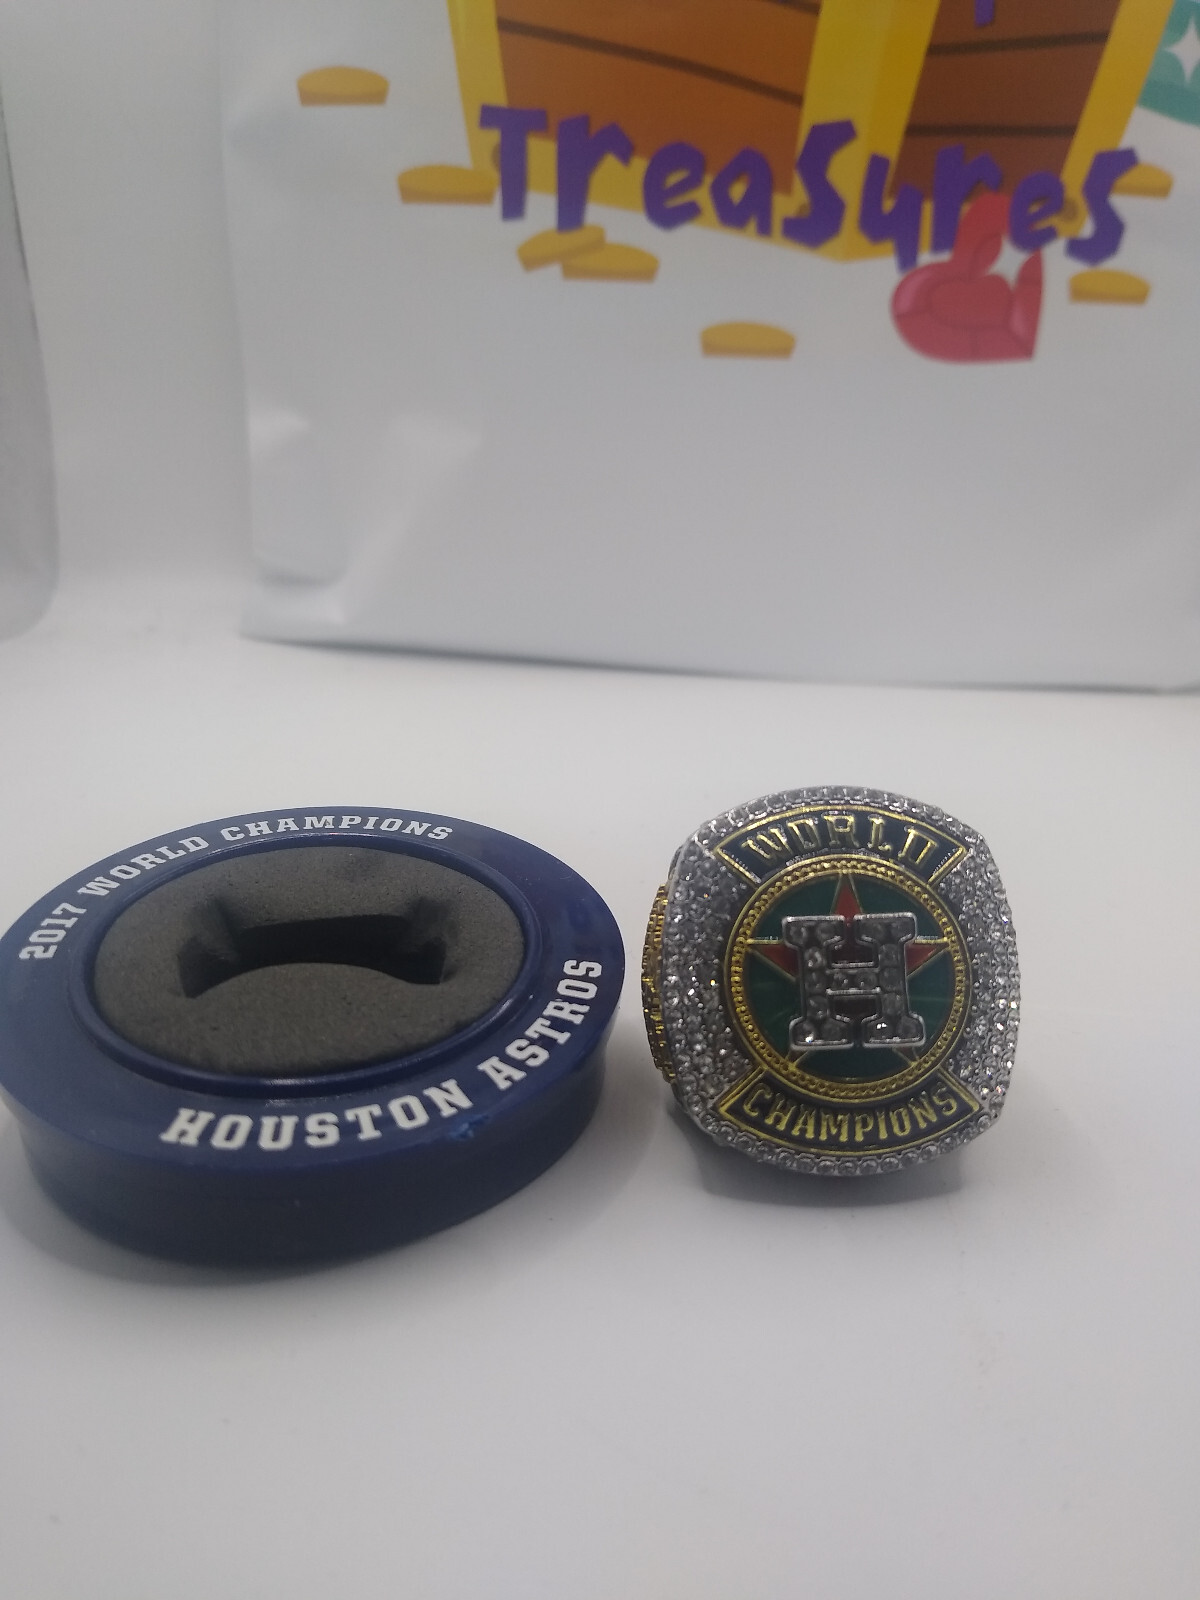 Treasures
2017 WORLD CHAMPIONS
HOUSTON ASTROS
WORLD
H
CHAMPIONS